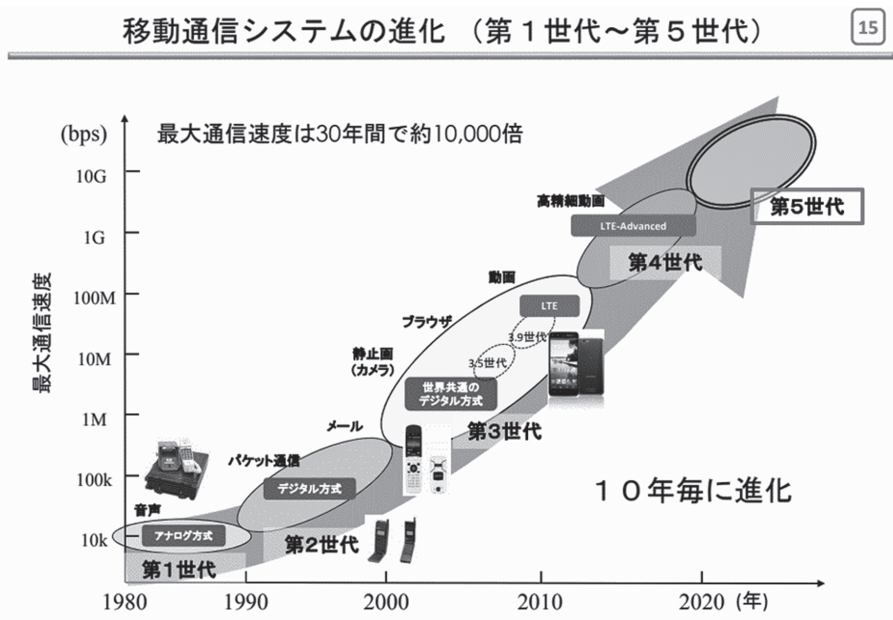 移動通信システムの進化 （第１世代～第５世代）
15
(bps)
最大通信速度は30年間で約10,000倍
10G
1G
100M
10M
1M
100k
10k
最大通信速度
高精細動画
LTE-Advanced
第5世代
第4世代
動画
LTE
ブラウザ
3.9世代
静止画
（カメラ）
3.5世代
世界共通の
デジタル方式
第3世代
メール
パケット通信
デジタル方式
１０年毎に進化
音声
アナログ方式
第2世代
第1世代
1980
1990
2000
2010
2020
(年)